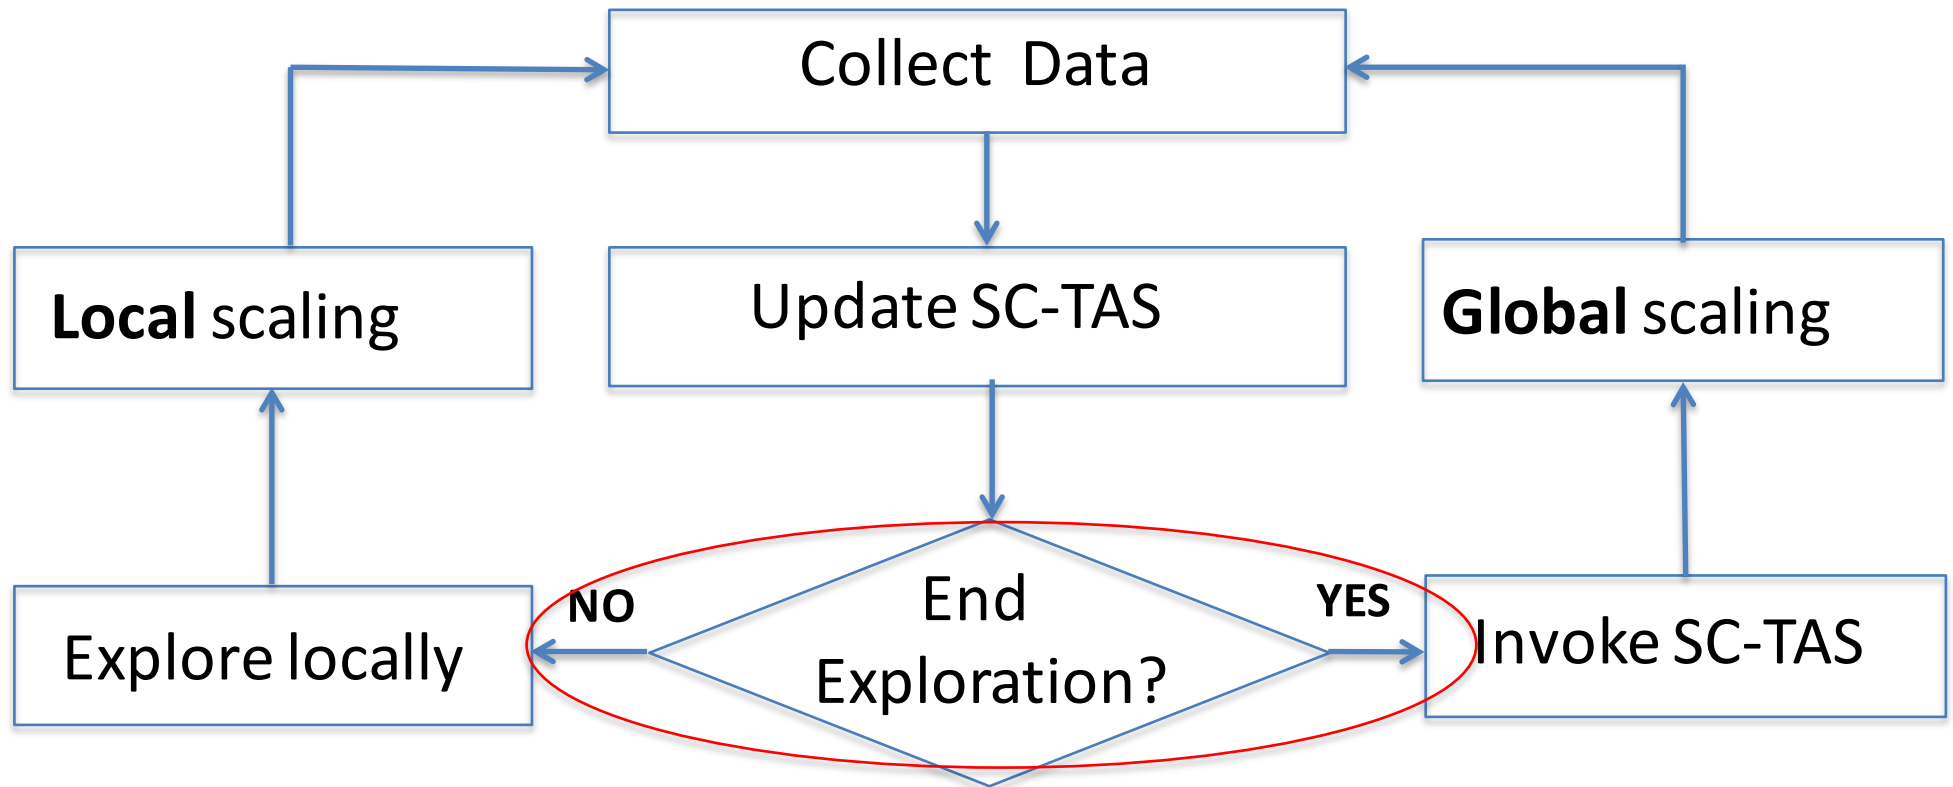 Collect Data
Local scaling
Update SC-TAS
Global scaling
Explore locally
NO
End
Exploration?
YES
Invoke SC-TAS